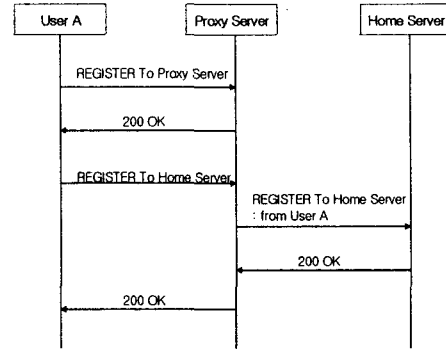 User A
Proxy Server
Home Server
REGISTER To Proxy Server
200 OK
REGISTER To Home Server
REGISTER To Home Server
: from User A
200 OK
200 OK